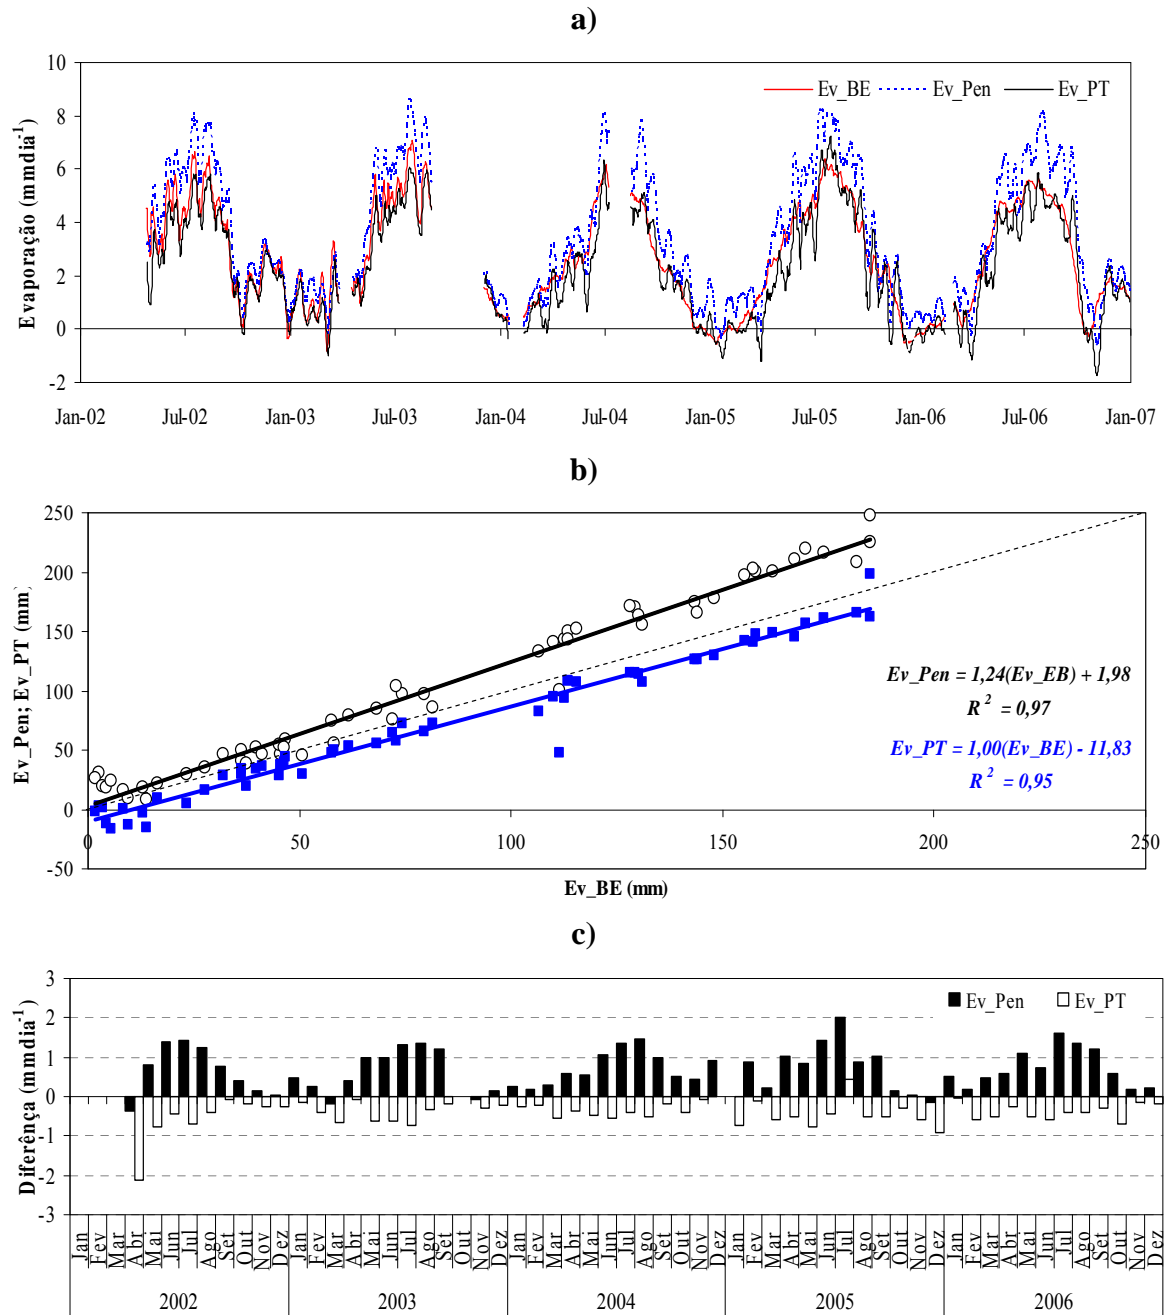 a)
10
8
6
4
2
0
-2
Evaporação (mmdia-1)
Ev_BE Ev_Pen Ev_PT
Jan-02 Jul-02 Jan-03 Jul-03 Jan-04 Jul-04 Jan-05 Jul-05 Jan-06 Jul-06 Jan-07
b)
250
200
150
100
50
0
-50
Ev_Pen; Ev_PT (mm)
Ev_Pen = 1,24(Ev_EB) + 1,98
R2 = 0,97
Ev_PT = 1,00(Ev_BE) - 11,83
R2 = 0,95
0 50 100 150 200 250
Ev_BE (mm)
c)
3
2
1
0
-1
-2
-3
Diferênça (mmdia-1)
Ev_Pen Ev_PT
Jan Fev Mar Abr Mai Jun Jul Ago Set Out Nov Dez Jan Fev Mar Abr Mai Jun Jul Ago Set Out Nov Dez Jan Fev Mar Abr Mai Jun Jul Ago Set Out Nov Dez Jan Fev Mar Abr Mai Jun Jul Ago Set Out Nov Dez Jan Fev Mar Abr Mai Jun Jul Ago Set Out Nov Dez
2002 2003 2004 2005 2006